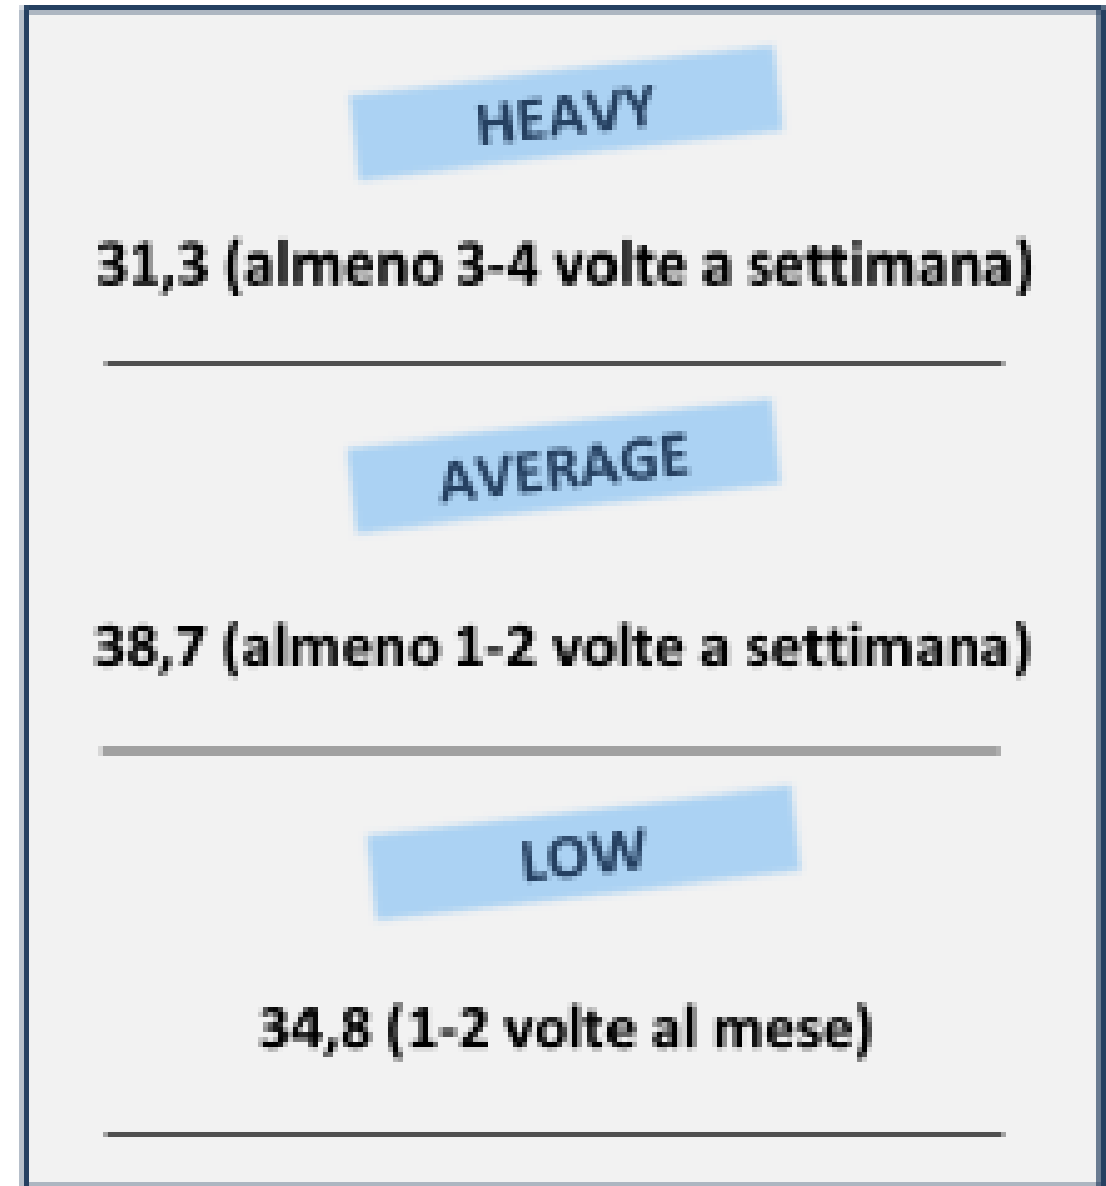 HEAVY
31,3 (almeno 3-4 volte a settimana)
AVERAGE
38,7 (almeno 1-2 volte a settimana)
LOW
34,8 (1-2 volte al mese)